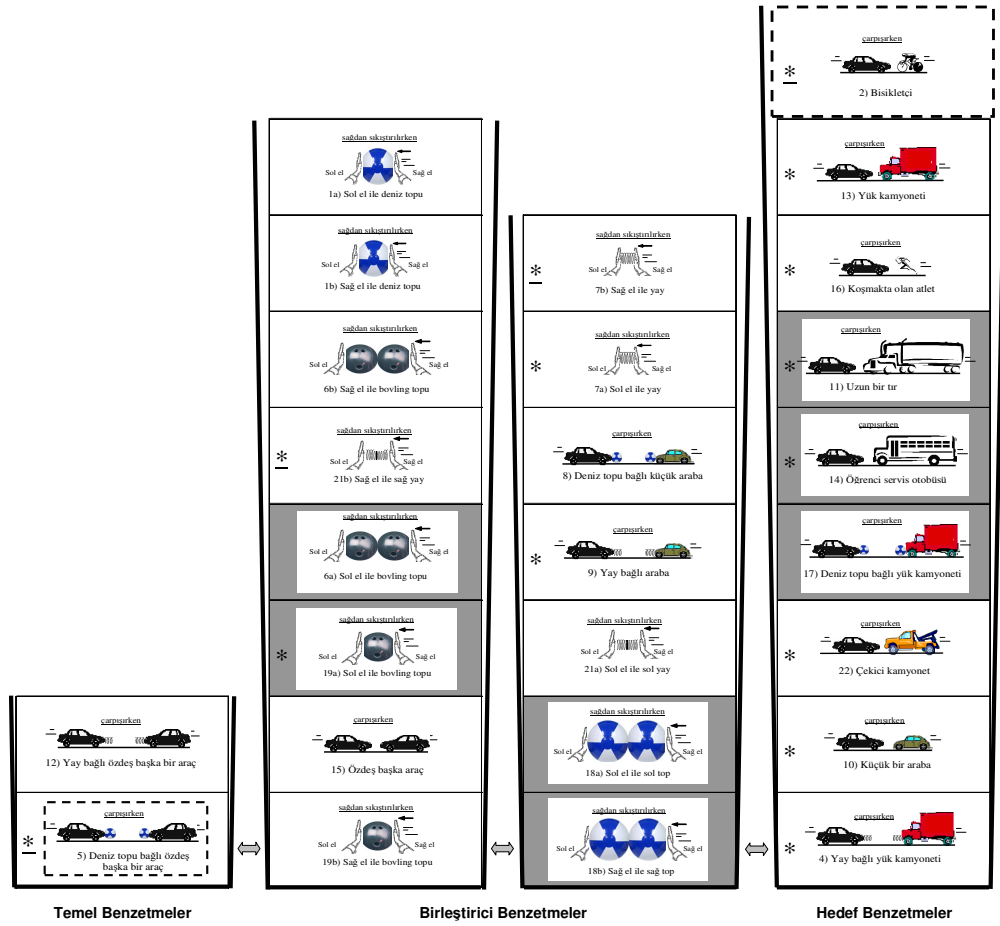 çarpışırken
*
2) Bisikletçi
sağdan sıkıştırılırken
Sol el Sağ el
1a) Sol el ile deniz topu
çarpışırken
*
13) Yük kamyoneti
sağdan sıkıştırılırken
Sol el Sağ el
1b) Sağ el ile deniz topu
sağdan sıkıştırılırken
*
Sol el Sağ el
7b) Sağ el ile yay
çarpışırken
*
16) Koşmakta olan atlet
sağdan sıkıştırılırken
Sol el Sağ el
6b) Sağ el ile bovling topu
sağdan sıkıştırılırken
*
Sol el Sağ el
7a) Sol el ile yay
çarpışırken
*
11) Uzun bir tır
sağdan sıkıştırılırken
*
Sol el Sağ el
21b) Sağ el ile sağ yay
çarpışırken
8) Deniz topu bağlı küçük araba
çarpışırken
*
14) Öğrenci servis otobüsü
sağdan sıkıştırılırken
Sol el Sağ el
6a) Sol el ile bovling topu
çarpışırken
*
9) Yay bağlı araba
çarpışırken
17) Deniz topu bağlı yük kamyoneti
sağdan sıkıştırılırken
*
Sol el Sağ el
19a) Sol el ile bovling topu
sağdan sıkıştırılırken
Sol el Sağ el
21a) Sol el ile sol yay
çarpışırken
*
22) Çekici kamyonet
çarpışırken
12) Yay bağlı özdeş başka bir araç
çarpışırken
15) Özdeş başka araç
sağdan sıkıştırılırken
Sol el Sağ el
18a) Sol el ile sol top
çarpışırken
*
10) Küçük bir araba
çarpışırken
*
5) Deniz topu bağlı özdeş
başka bir araç
sağdan sıkıştırılırken
Sol el Sağ el
19b) Sağ el ile bovling topu
sağdan sıkıştırılırken
Sol el Sağ el
18b) Sağ el ile sağ top
çarpışırken
*
4) Yay bağlı yük kamyoneti
Temel Benzetmeler
Birleştirici Benzetmeler
Hedef Benzetmeler